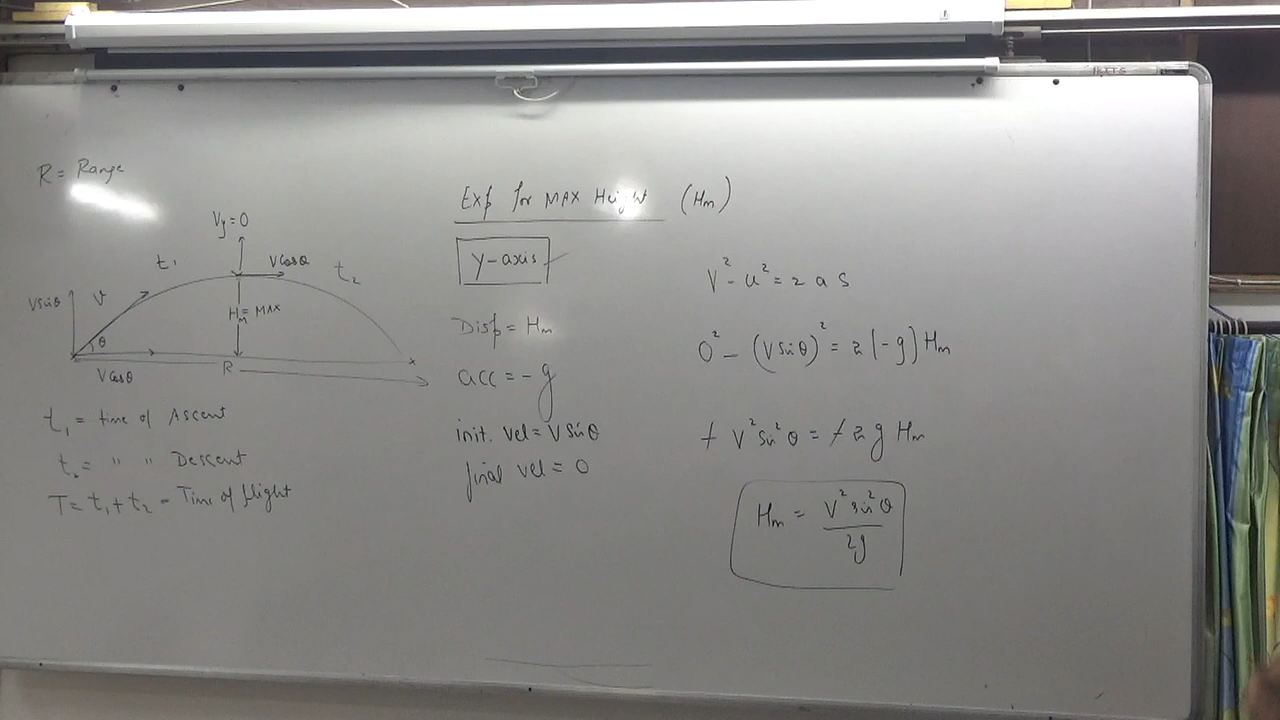 R = Range
Vy = 0
t₁
Vcosθ
t₂
Vsinθ
v
Hm = MAX
θ
R
Vcosθ
t₁ = time of Ascent
t₂ = " " Descent
T = t₁ + t₂ = Time of flight
Exp for MAX Height (Hm)
y-axis
Disp = Hm
acc = -g
init. vel = V sinθ
final vel = 0
V² - u² = 2 a s
0² - (V sinθ)² = 2 (-g) Hm
- V² sin² θ = - 2 g Hm
Hm = V² sin² θ / 2g